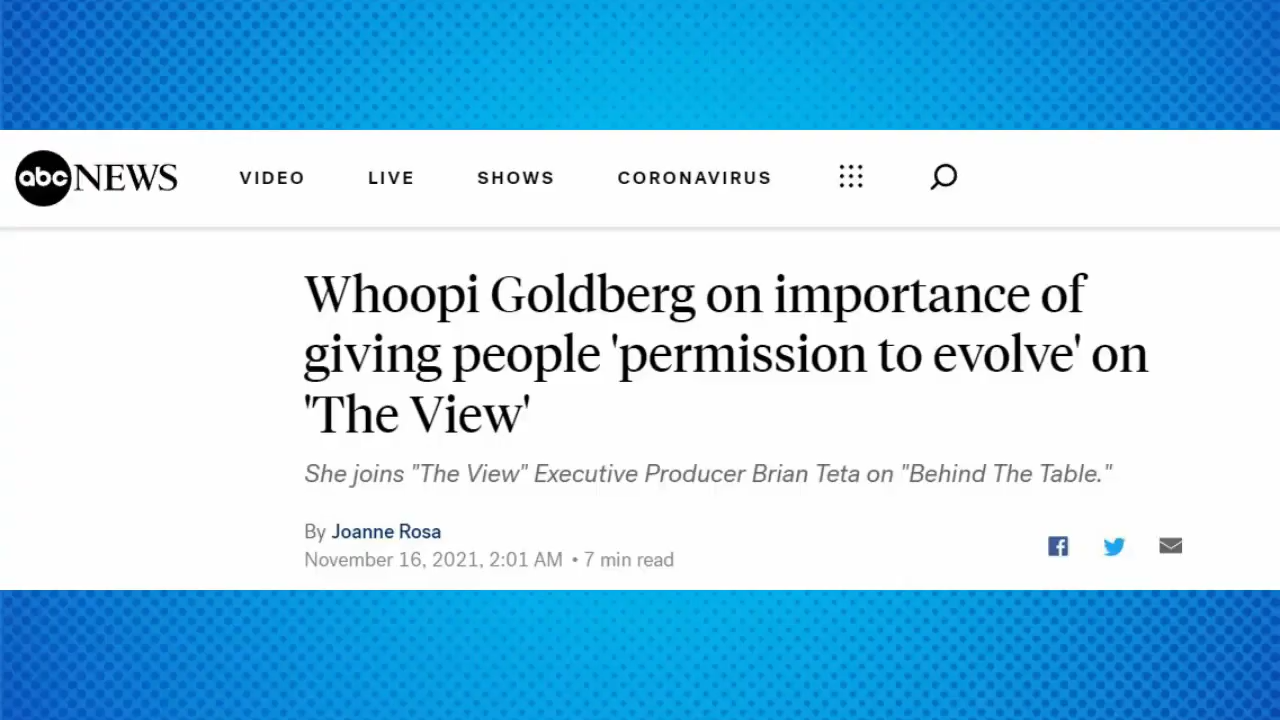 abc NEWS VIDEO LIVE SHOWS CORONAVIRUS
Whoopi Goldberg on importance of
giving people 'permission to evolve' on
'The View'
She joins "The View" Executive Producer Brian Teta on "Behind The Table."
By Joanne Rosa
November 16, 2021, 2:01 AM • 7 min read